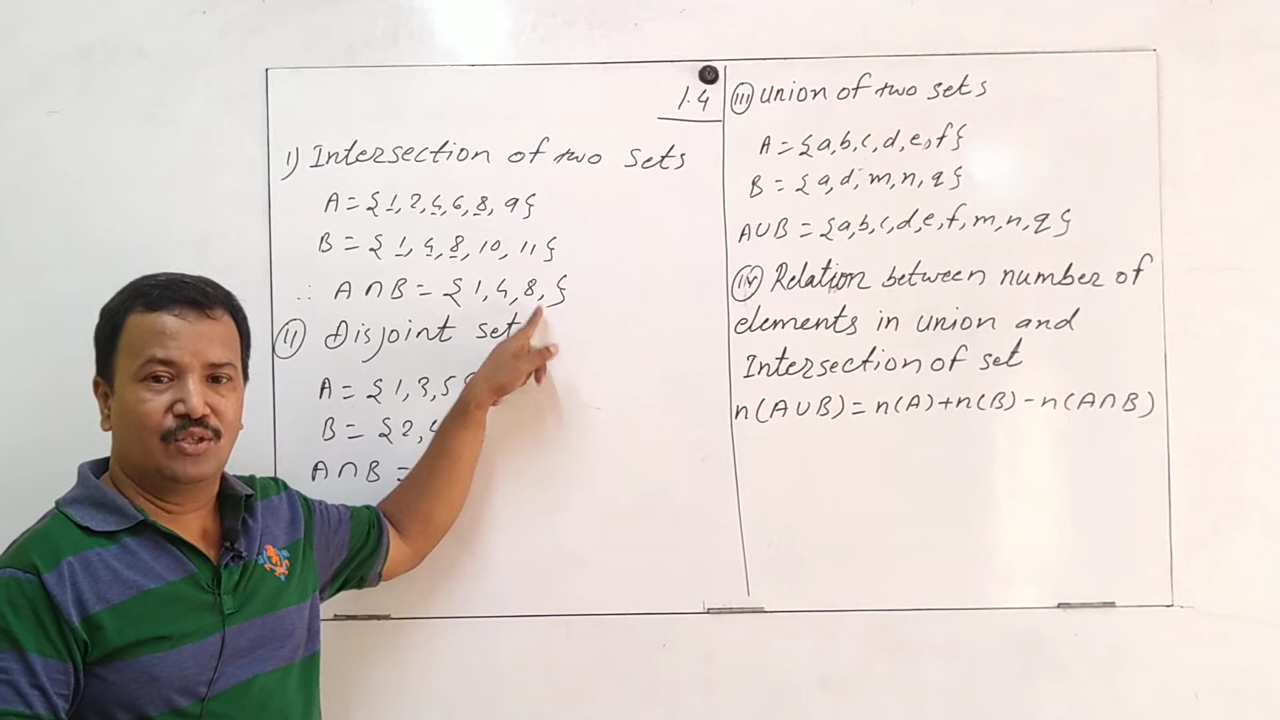 1.4
i) Intersection of two sets
A = {1, 2, 4, 6, 8, 9}
B = {1, 4, 8, 10, 11}
∴ A ∩ B = {1, 4, 8, }
(ii) Disjoint set
A = {1, 3, 5
B = {2, 4
A ∩ B =
(iii) union of two sets
A = {a, b, c, d, e, f}
B = {a, d, m, n, q}
A∪B = {a, b, c, d, e, f, m, n, q}
(iv) Relation between number of
elements in union and
Intersection of set
n(A∪B) = n(A) + n(B) - n(A∩B)